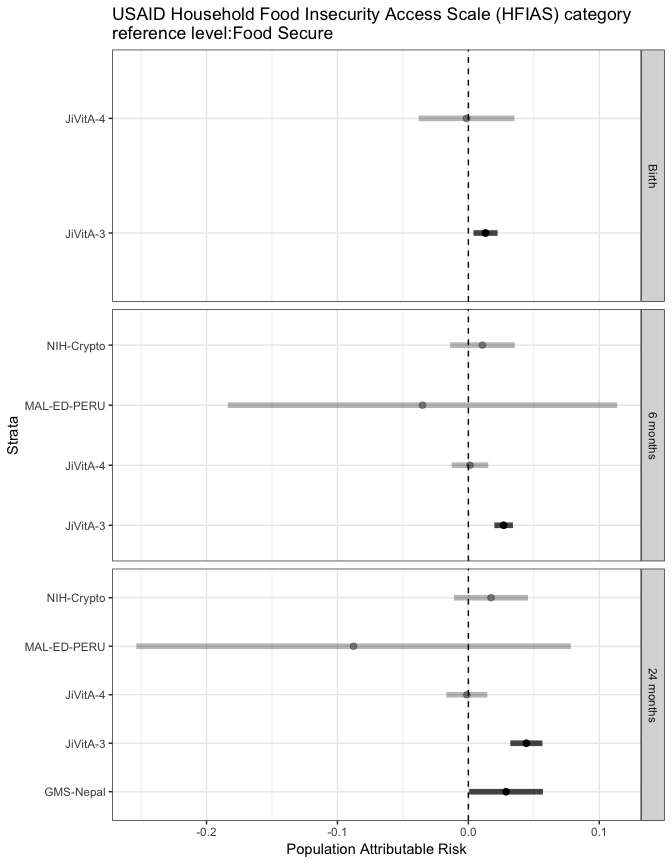 USAID Household Food Insecurity Access Scale (HFIAS) category
reference level:Food Secure
Strata
JiVitA-4
JiVitA-3
Birth
NIH-Crypto
MAL-ED-PERU
JiVitA-4
JiVitA-3
6 months
NIH-Crypto
MAL-ED-PERU
JiVitA-4
JiVitA-3
GMS-Nepal
24 months
-0.2 -0.1 0.0 0.1
Population Attributable Risk